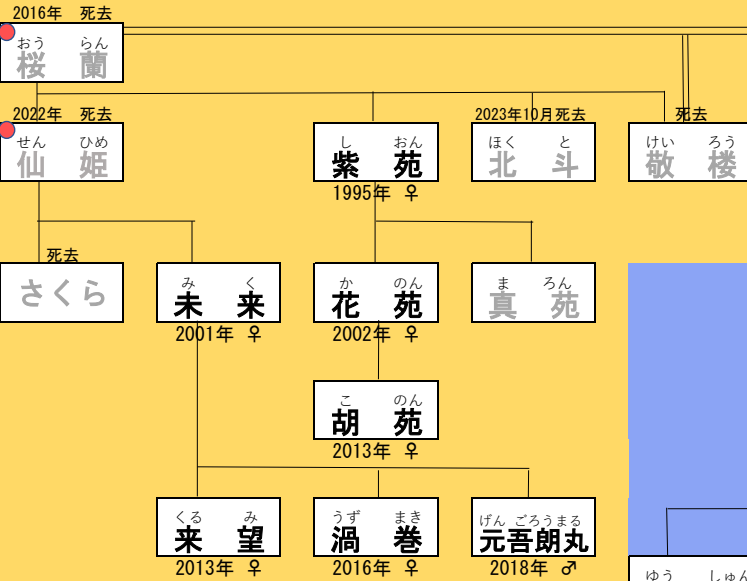 2016年 死去
おう らん
桜 蘭
2022年 死去
せん ひめ
仙 姫
し おん
紫 苑
1995年 ♀
2023年10月死去
ほく と
北 斗
死去
けい ろう
敬 楼
死去
さくら
み く
未 来
2001年 ♀
か のん
花 苑
2002年 ♀
ま ろん
真 苑
こ のん
胡 苑
2013年 ♀
くる み
来 望
2013年 ♀
うず まき
渦 巻
2016年 ♀
げん ごろうまる
元吾朗丸
2018年 ♂
ゆう しゅん